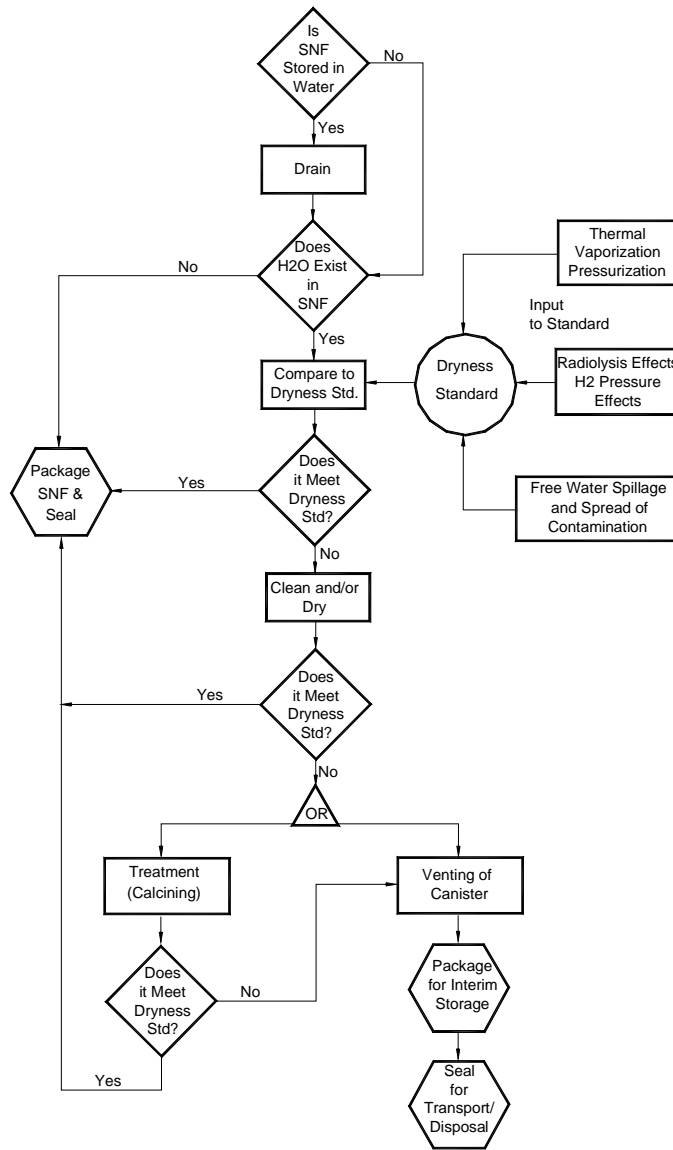 Is
SNF
Stored in
Water
No
Yes
Drain
Does
H2O Exist
in
SNF
No
Yes
Thermal
Vaporization
Pressurization
Input
to Standard
Compare to
Dryness Std.
Dryness
Standard
Radiolysis Effects
H2 Pressure
Effects
Free Water Spillage
and Spread of
Contamination
Package
SNF &
Seal
Yes
Does
it Meet
Dryness
Std?
No
Clean and/or
Dry
Does
it Meet
Dryness
Std?
Yes
No
OR
Treatment
(Calcining)
Venting of
Canister
Does
it Meet
Dryness
Std?
No
Yes
Package
for Interim
Storage
Seal
for
Transport/
Disposal